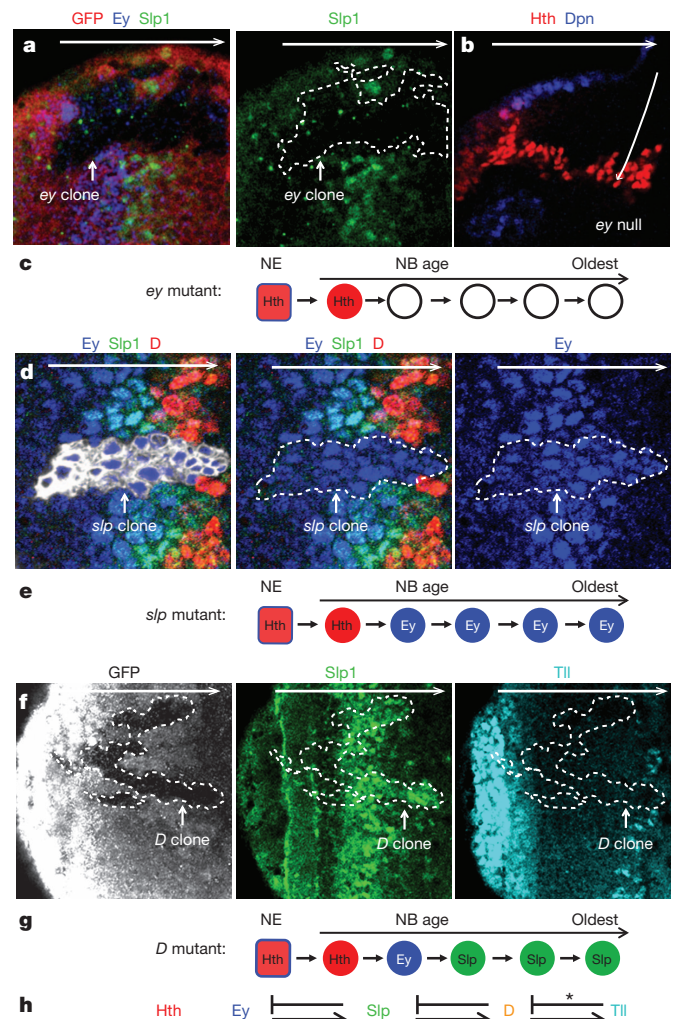 GFP Ey Slp1
Slp1
Hth Dpn
a
b
ey clone
ey clone
ey null
c
NE
NB age
Oldest
ey mutant:
Hth
Hth
Ey Slp1 D
Ey Slp1 D
Ey
d
slp clone
slp clone
slp clone
e
NE
NB age
Oldest
slp mutant:
Hth
Hth
Ey
Ey
Ey
Ey
GFP
Slp1
Tll
f
D clone
D clone
D clone
g
NE
NB age
Oldest
D mutant:
Hth
Hth
Ey
Slp
Slp
Slp
h
Hth Ey Slp D * Tll